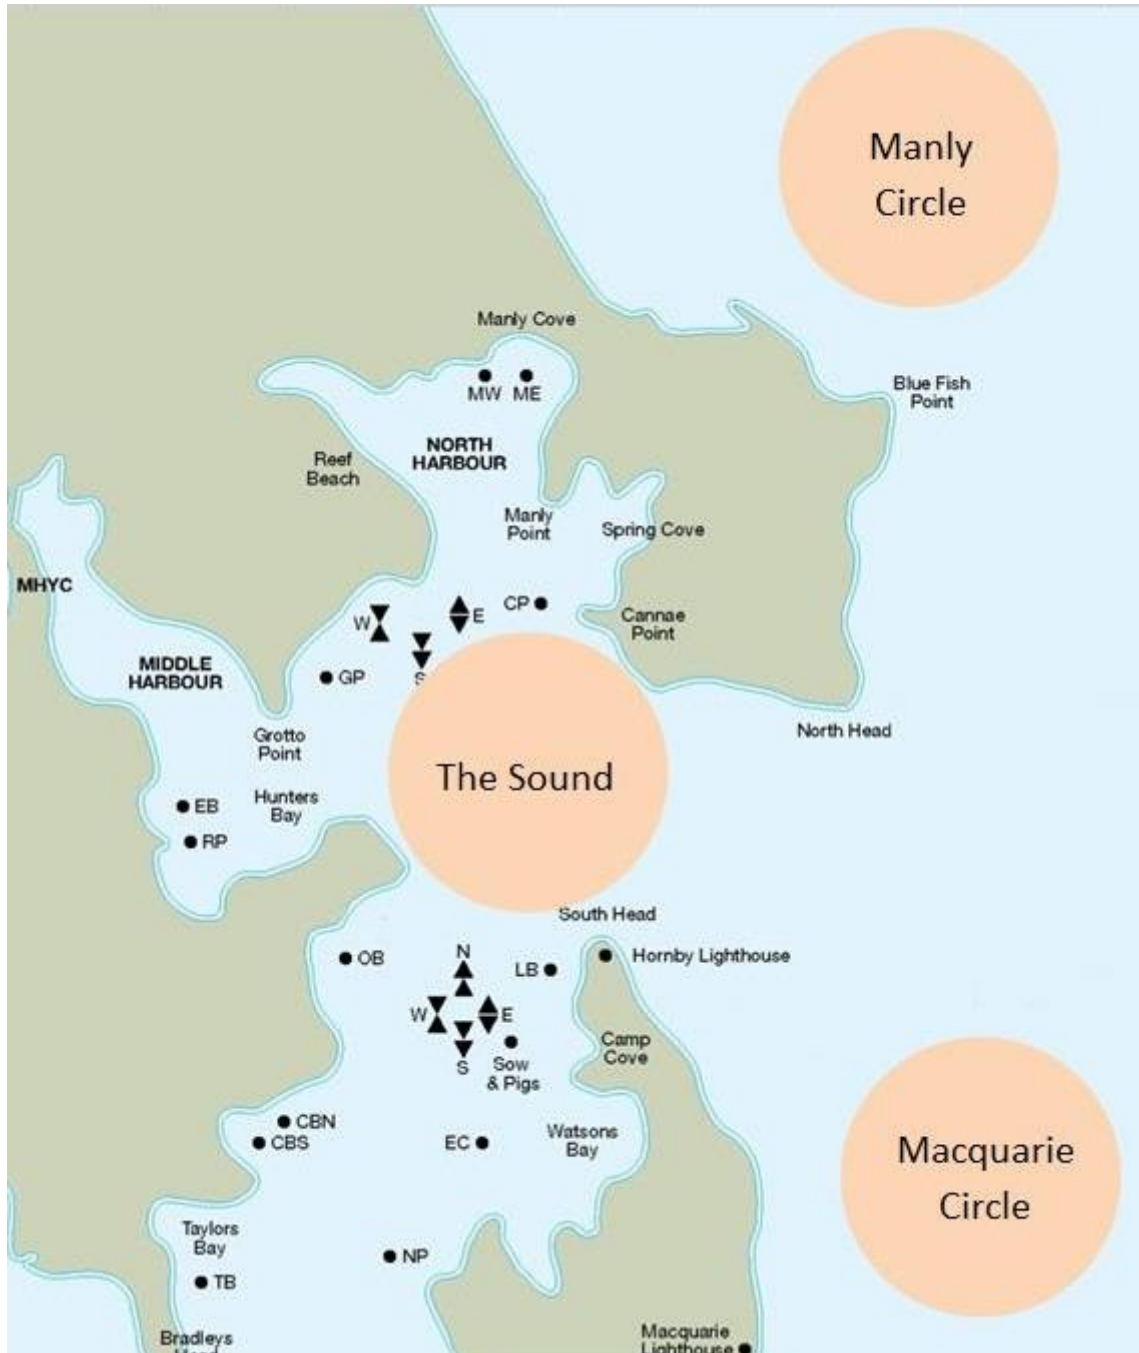 Manly
Circle
Manly Cove
MW ME
Blue Fish
Point
NORTH
HARBOUR
Reef
Beach
Manly
Point
Spring Cove
MHYC
CP
W
E
Cannae
Point
S
MIDDLE
HARBOUR
GP
Grotto
Point
North Head
The Sound
EB
Hunters
Bay
RP
South Head
N
OB
LB
Hornby Lighthouse
W
E
Camp
Cove
S
Sow
& Pigs
CBN
CBS
EC
Watsons
Bay
Macquarie
Circle
Taylors
Bay
NP
TB
Bradleys
Head
Macquarie
Lighthouse